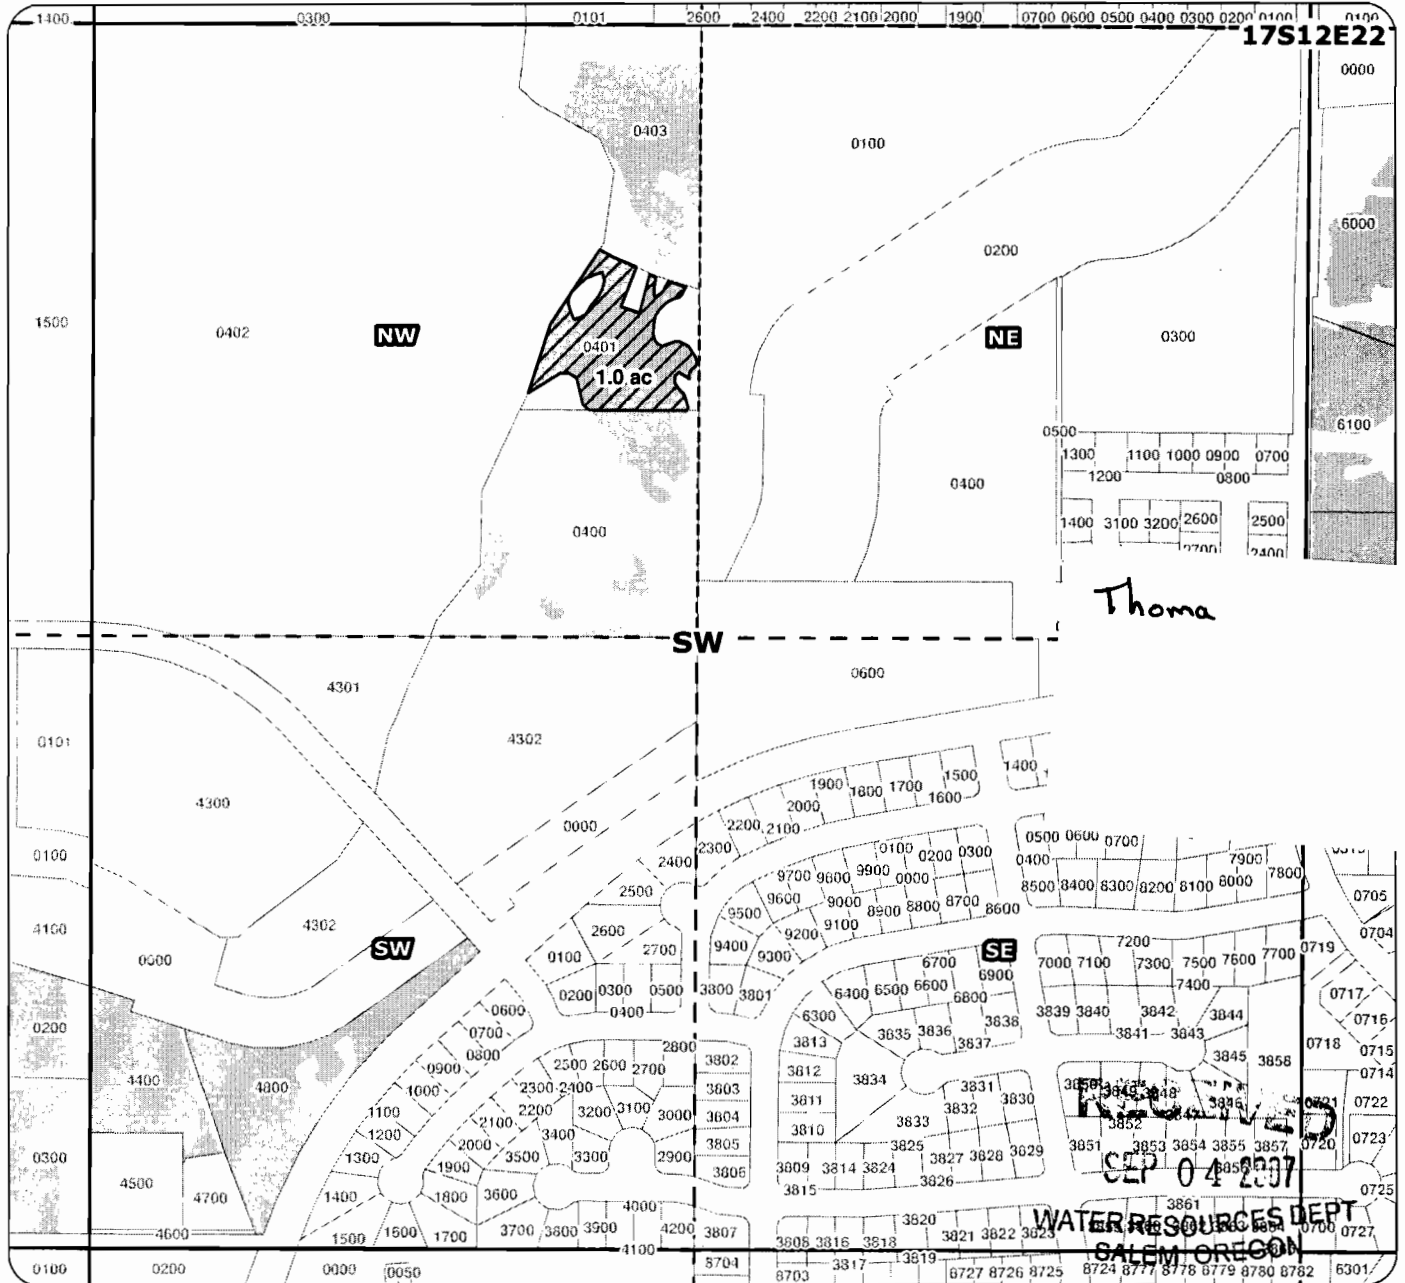 1400 0300 0101 2600 2400 2200 2100 2000 1900 0700 0600 0500 0400 0300 0200 0100 0100
17S12E22
0000
0403
0100
6000
0200
1500 0402 NW NE 0300
0401
1.0 ac
6100
0500
1300 1100 1000 0900 0700
1200 0800
0400
1400 3100 3200 2600 2500
0400
2700 2400
Thoma
SW
0600
4301
0101 4302
1400
1500
1900 1800 1700
1600
4300 2000
0000 2200 2100
0500 0600 0700
2300
0100 0100 0200 0300
2400 0400 7900 7800
9700 9600 9900 0000
2500 8500 8400 8300 8200 8100 8000
9600 9000 8900 8800 8700 8600 0705
9500 9100
4100 4302 2600 9200 0704
SW 2700 9400 9300 SE 7200 0719
0600 0100 6700 7000 7100 7300 7500 7600 7700
6900
0200 0300 0500 3800 3801 6400 6500 6600 6800 7400 0717
0400
0600 6300 3839 3840 3842 3844 0716
0200 0700 3835 3836 3838 3841 3843
3813 3837 0718 0715
0800 2800
2500 2600 2700 3802 3845 3858
0900 3812 0714
4400 4800 1000 2300 2400 3803 3834 3831 3830
2200 3200 3100 3000 3811 3832 3846 0721 0722
1100 2100 3604 3833 3852
1200 3400 3810 0723
2000 3805 3825 3851 3853 3854 3855 3857 0720
0300 1300 3500 3300 2900 3827 3828 3829
1900 3806 3809 3814 3824
4500 4700 1400 1800 3600 3815 3826
RECEIVED
SEP 04 2007
0725
4000 3861
3820
4600 1500 1600 1700 3700 3800 3900 4200 3807 3808 3816 3818 3821 3822 3823 0700 0727
WATER RESOURCES DEPT
4100 3817 3819
SALEM OREGON
0100 0200 0000 0050 8704 8703 8727 8726 8725 8724 8777 8778 8779 8780 8782 6301